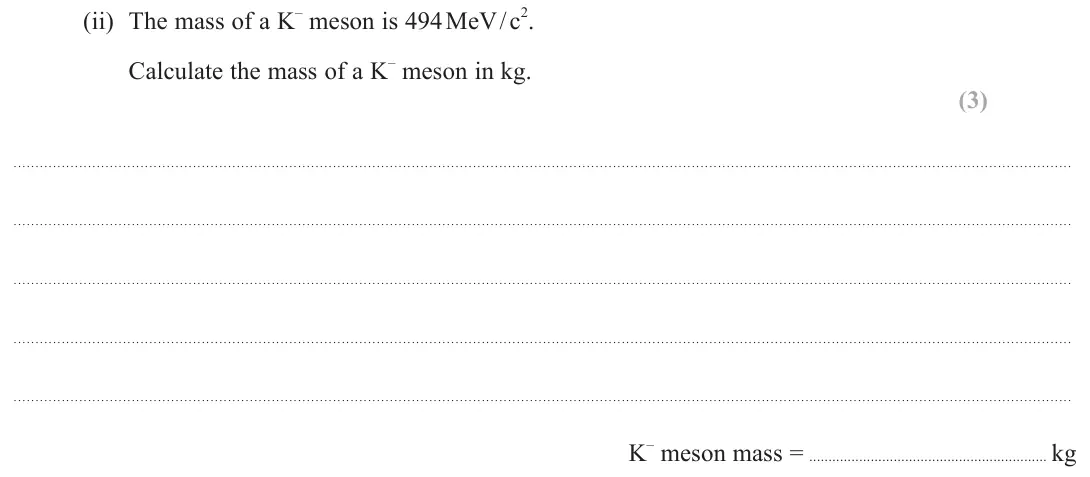 (ii) The mass of a K⁻ meson is 494 MeV/c².
Calculate the mass of a K⁻ meson in kg.
(3)
K⁻ meson mass = ............................................................ kg